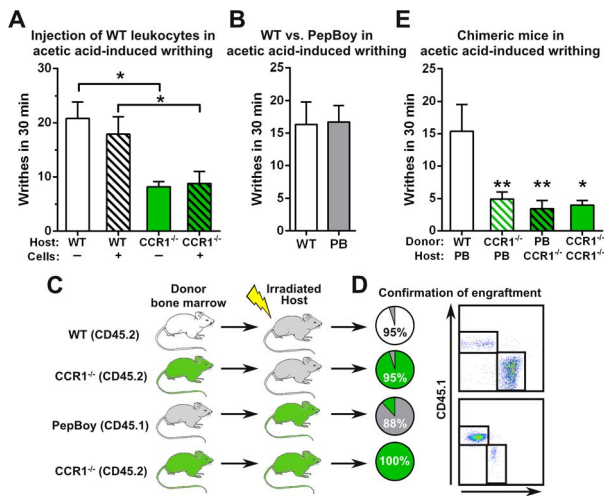 A
Injection of WT leukocytes in
acetic acid-induced writhing
Writhes in 30 min
30
20
10
0
*
*
Host: WT WT CCR1-/- CCR1-/-
Cells: – + – +
B
WT vs. PepBoy in
acetic acid-induced writhing
Writhes in 30 min
25
20
15
10
5
0
WT PB
E
Chimeric mice in
acetic acid-induced writhing
Writhes in 30 min
25
20
15
10
5
0
** ** *
Donor: WT CCR1-/- PB CCR1-/-
Host: PB PB CCR1-/- CCR1-/-
C
Donor
bone marrow
Irradiated
Host
WT (CD45.2)
95%
CCR1-/- (CD45.2)
95%
PepBoy (CD45.1)
88%
CCR1-/- (CD45.2)
100%
D
Confirmation of engraftment
CD45.1